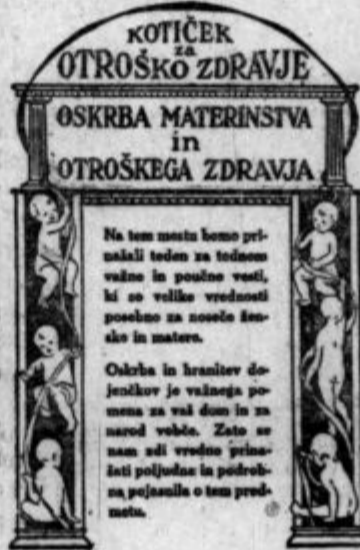 KOTIČEK
za
OTROŠKO ZDRAVJE
OSKRBA MATERINSTVA
in
OTROŠKEGA ZDRAVJA
Na tem mestu bomo pri-
našali teden za tednom
važne in poučne vesti,
ki so velike vrednosti
posebno za noseče žen-
ske in matere.
Oskrba in hranitev do-
jenčkov je važnega po-
mena za vaš dom in za
narod vobče. Zato se
nam zdi vredno prina-
šati poljudna in podrob-
na pojasnila o tem pred-
metu.